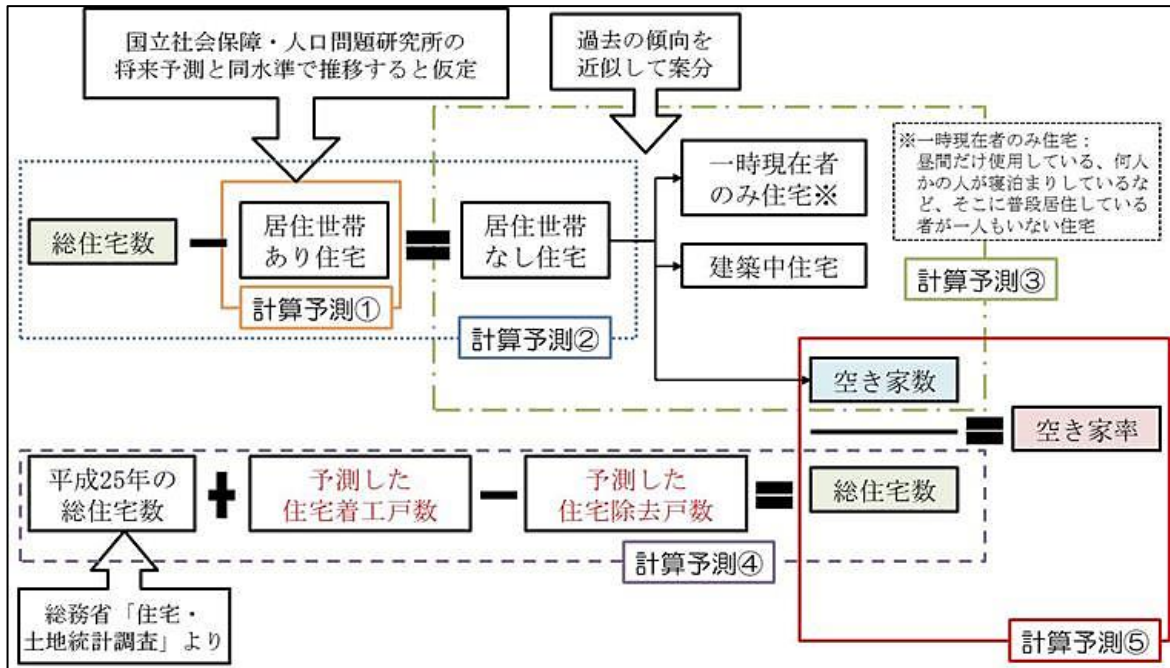 国立社会保障・人口問題研究所の
将来予測と同水準で推移すると仮定
過去の傾向を
近似して案分
※一時現在者のみ住宅：
昼間だけ使用している、何人
かの人が寝泊まりしているな
ど、そこに普段居住している
者が一人もいない住宅
一時現在者
のみ住宅※
総住宅数
居住世帯
あり住宅
居住世帯
なし住宅
建築中住宅
計算予測①
計算予測②
計算予測③
空き家数
空き家率
平成25年の
総住宅数
予測した
住宅着工戸数
予測した
住宅除去戸数
総住宅数
計算予測④
総務省「住宅・
土地統計調査」より
計算予測⑤